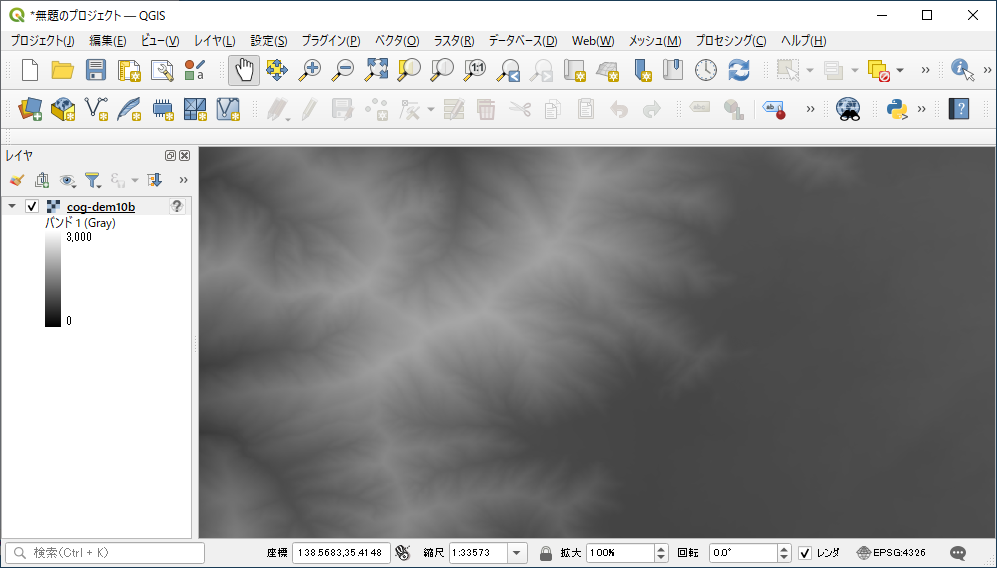 *無題のプロジェクト — QGIS
プロジェクト(J) 編集(E) ビュー(V) レイヤ(L) 設定(S) プラグイン(P) ベクタ(O) ラスタ(R) データベース(D) Web(W) メッシュ(M) プロセシング(C) ヘルプ(H)
レイヤ
cog-dem10b
バンド 1 (Gray)
3,000
0
検索(Ctrl + K) 座標 138.5683,35.4148 縮尺 1:33573 拡大 100% 回転 0.0° レンダ EPSG:4326